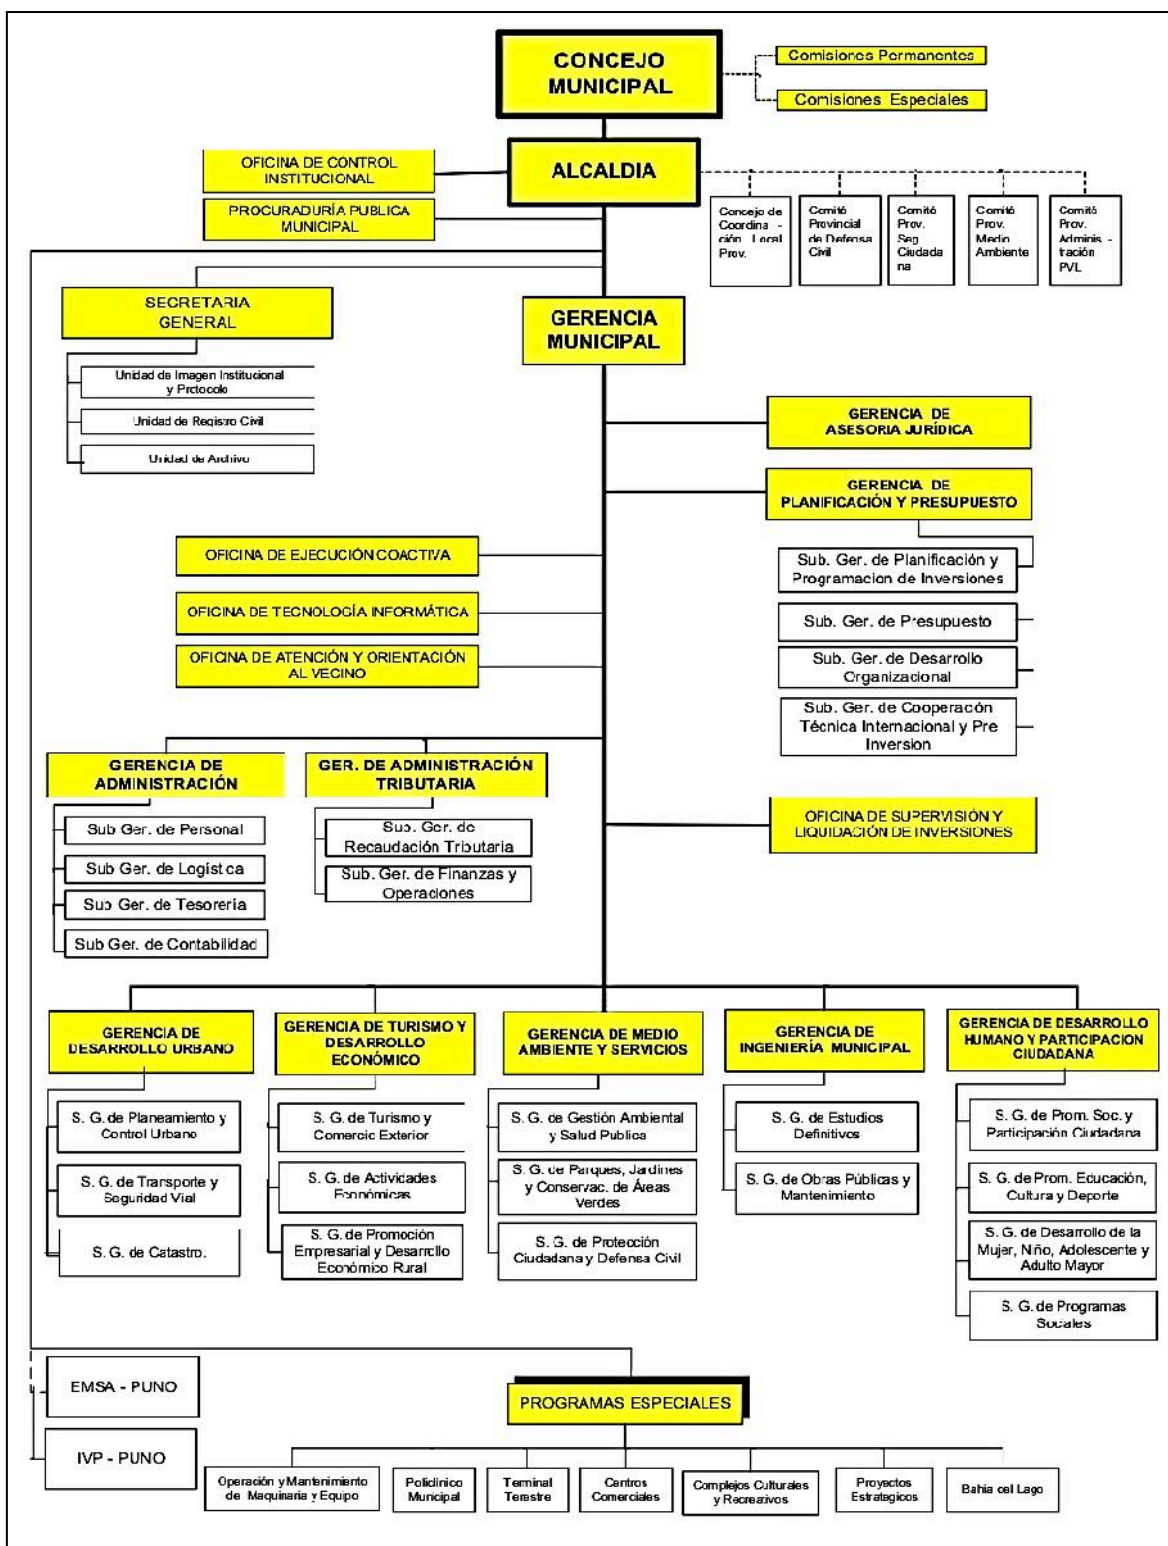 CONCEJO
MUNICIPAL
Comisiones Permanentes
Comisiones Especiales
OFICINA DE CONTROL
INSTITUCIONAL
ALCALDIA
PROCURADURÍA PUBLICA
MUNICIPAL
Concejo de
Coordina -
ción Local
Prov.
Comité
Provincial
de Defensa
Civil
Comité
Prov.
Seg.
Ciudada
na
Comité
Prov.
Medio
Ambiente
Comité
Prov.
Adminis -
tración
PVL
SECRETARIA
GENERAL
GERENCIA
MUNICIPAL
Unidad de Imagen Institucional
y Protocolo
Unidad de Registro Civil
Unidad de Archivo
GERENCIA DE
ASESORIA JURÍDICA
GERENCIA DE
PLANIFICACIÓN Y PRESUPUESTO
OFICINA DE EJECUCIÓN COACTIVA
Sub. Ger. de Planificación y
Programacion de Inversiones
OFICINA DE TECNOLOGÍA INFORMÁTICA
Sub. Ger. de Presupuesto
OFICINA DE ATENCIÓN Y ORIENTACIÓN
AL VECINO
Sub. Ger. de Desarrollo
Organizacional
Sub. Ger. de Cooperación
Técnica Internacional y Pre
Inversion
GERENCIA DE
ADMINISTRACIÓN
GER. DE ADMINISTRACIÓN
TRIBUTARIA
OFICINA DE SUPERVISIÓN Y
LIQUIDACIÓN DE INVERSIONES
Sub Ger. de Personal
Sub Ger. de Logística
Sub Ger. de Tesorería
Sub Ger. de Contabilidad
Sub. Ger. de
Recaudación Tributaria
Sub. Ger. de Finanzas y
Operaciones
GERENCIA DE
DESARROLLO URBANO
GERENCIA DE TURISMO Y
DESARROLLO
ECONÓMICO
GERENCIA DE MEDIO
AMBIENTE Y SERVICIOS
GERENCIA DE
INGENIERÍA MUNICIPAL
GERENCIA DE DESARROLLO
HUMANO Y PARTICIPACION
CIUDADANA
S. G. de Planeamiento y
Control Urbano
S. G. de Transporte y
Seguridad Vial
S. G. de Catastro.
S. G. de Turismo y
Comercio Exterior
S. G. de Actividades
Económicas
S. G. de Promoción
Empresarial y Desarrollo
Económico Rural
S. G. de Gestión Ambiental
y Salud Publica
S. G. de Parques, Jardines
y Conservac. de Áreas
Verdes
S. G. de Protección
Ciudadana y Defensa Civil
S. G. de Estudios
Definitivos
S. G. de Obras Públicas y
Mantenimiento
S. G. de Prom. Soc. y
Participación Ciudadana
S. G. de Prom. Educación,
Cultura y Deporte
S. G. de Desarrollo de la
Mujer, Niño, Adolescente y
Adulto Mayor
S. G. de Programas
Sociales
EMSA - PUNO
IVP - PUNO
PROGRAMAS ESPECIALES
Operación y Mantenimiento
de Maquinaria y Equipo
Policlínico
Municpal
Terminal
Terestre
Centros
Comerciales
Complejos Culturales
y Recreativos
Proyectos
Estrategicos
Bahia cel Lago